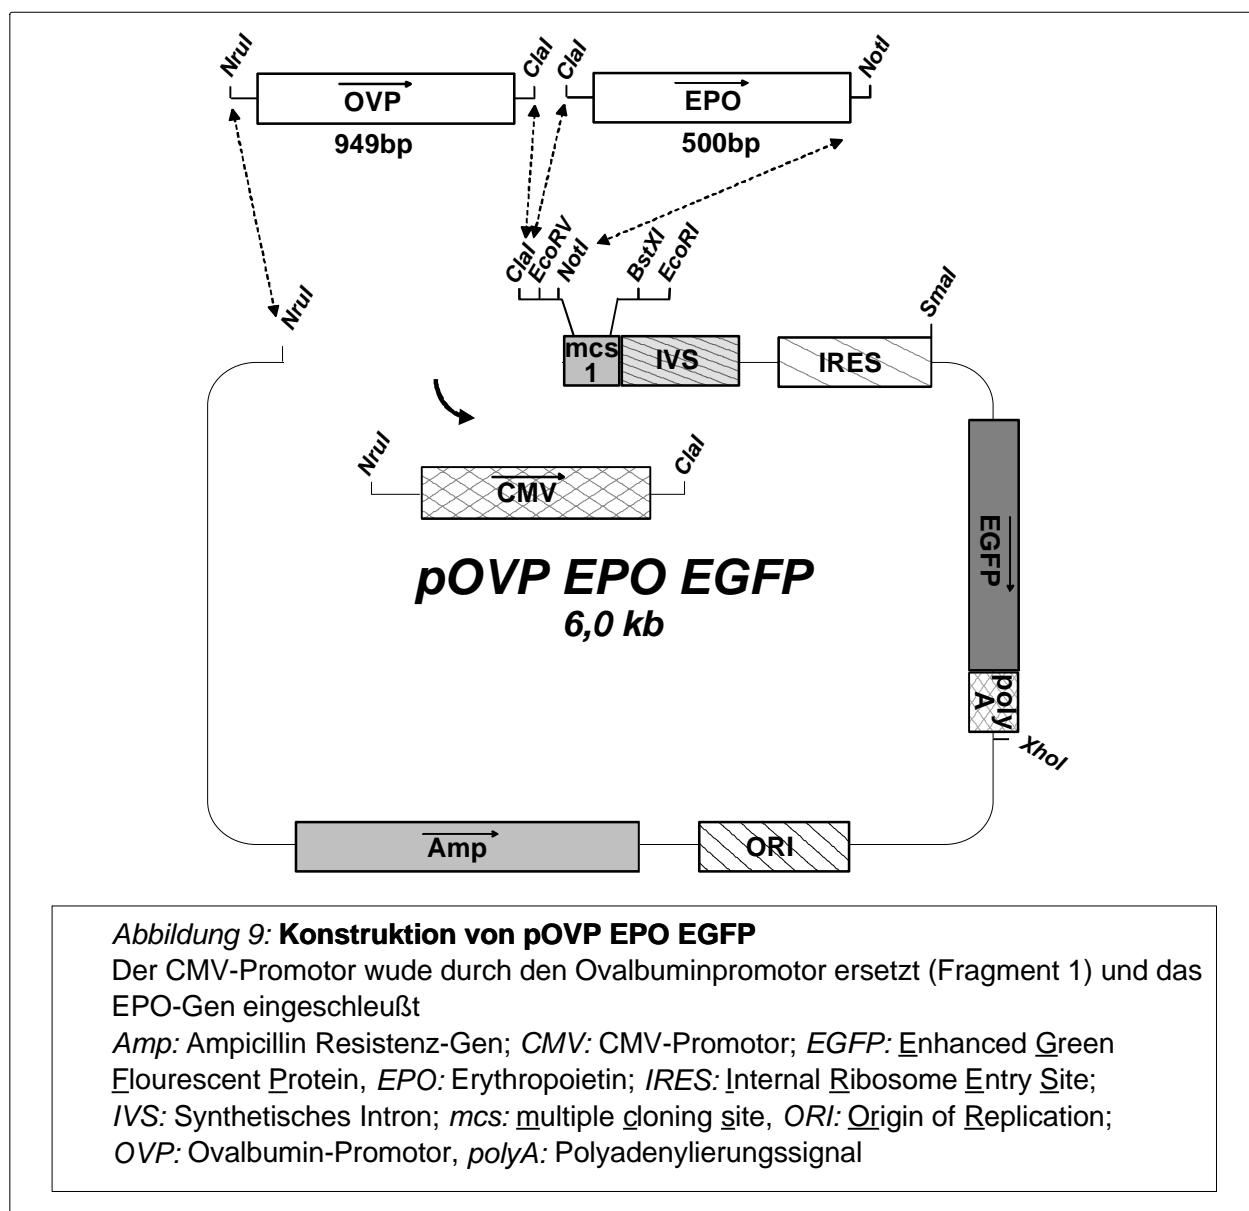 NruI
ClaI
ClaI
NotI
OVP
EPO
949bp
500bp
ClaI
EcoRV
NotI
BstXI
EcoRI
NruI
SmaI
mcs
1
IVS
IRES
NruI
ClaI
CMV
pOVP EPO EGFP
6,0 kb
EGFP
poly
A
XhoI
Amp
ORI
Abbildung 9: Konstruktion von pOVP EPO EGFP
Der CMV-Promotor wude durch den Ovalbuminpromotor ersetzt (Fragment 1) und das
EPO-Gen eingeschleußt
Amp: Ampicillin Resistenz-Gen; CMV: CMV-Promotor; EGFP: Enhanced Green
Flourescent Protein, EPO: Erythropoietin; IRES: Internal Ribosome Entry Site;
IVS: Synthetisches Intron; mcs: multiple cloning site, ORI: Origin of Replication;
OVP: Ovalbumin-Promotor, polyA: Polyadenylierungssignal